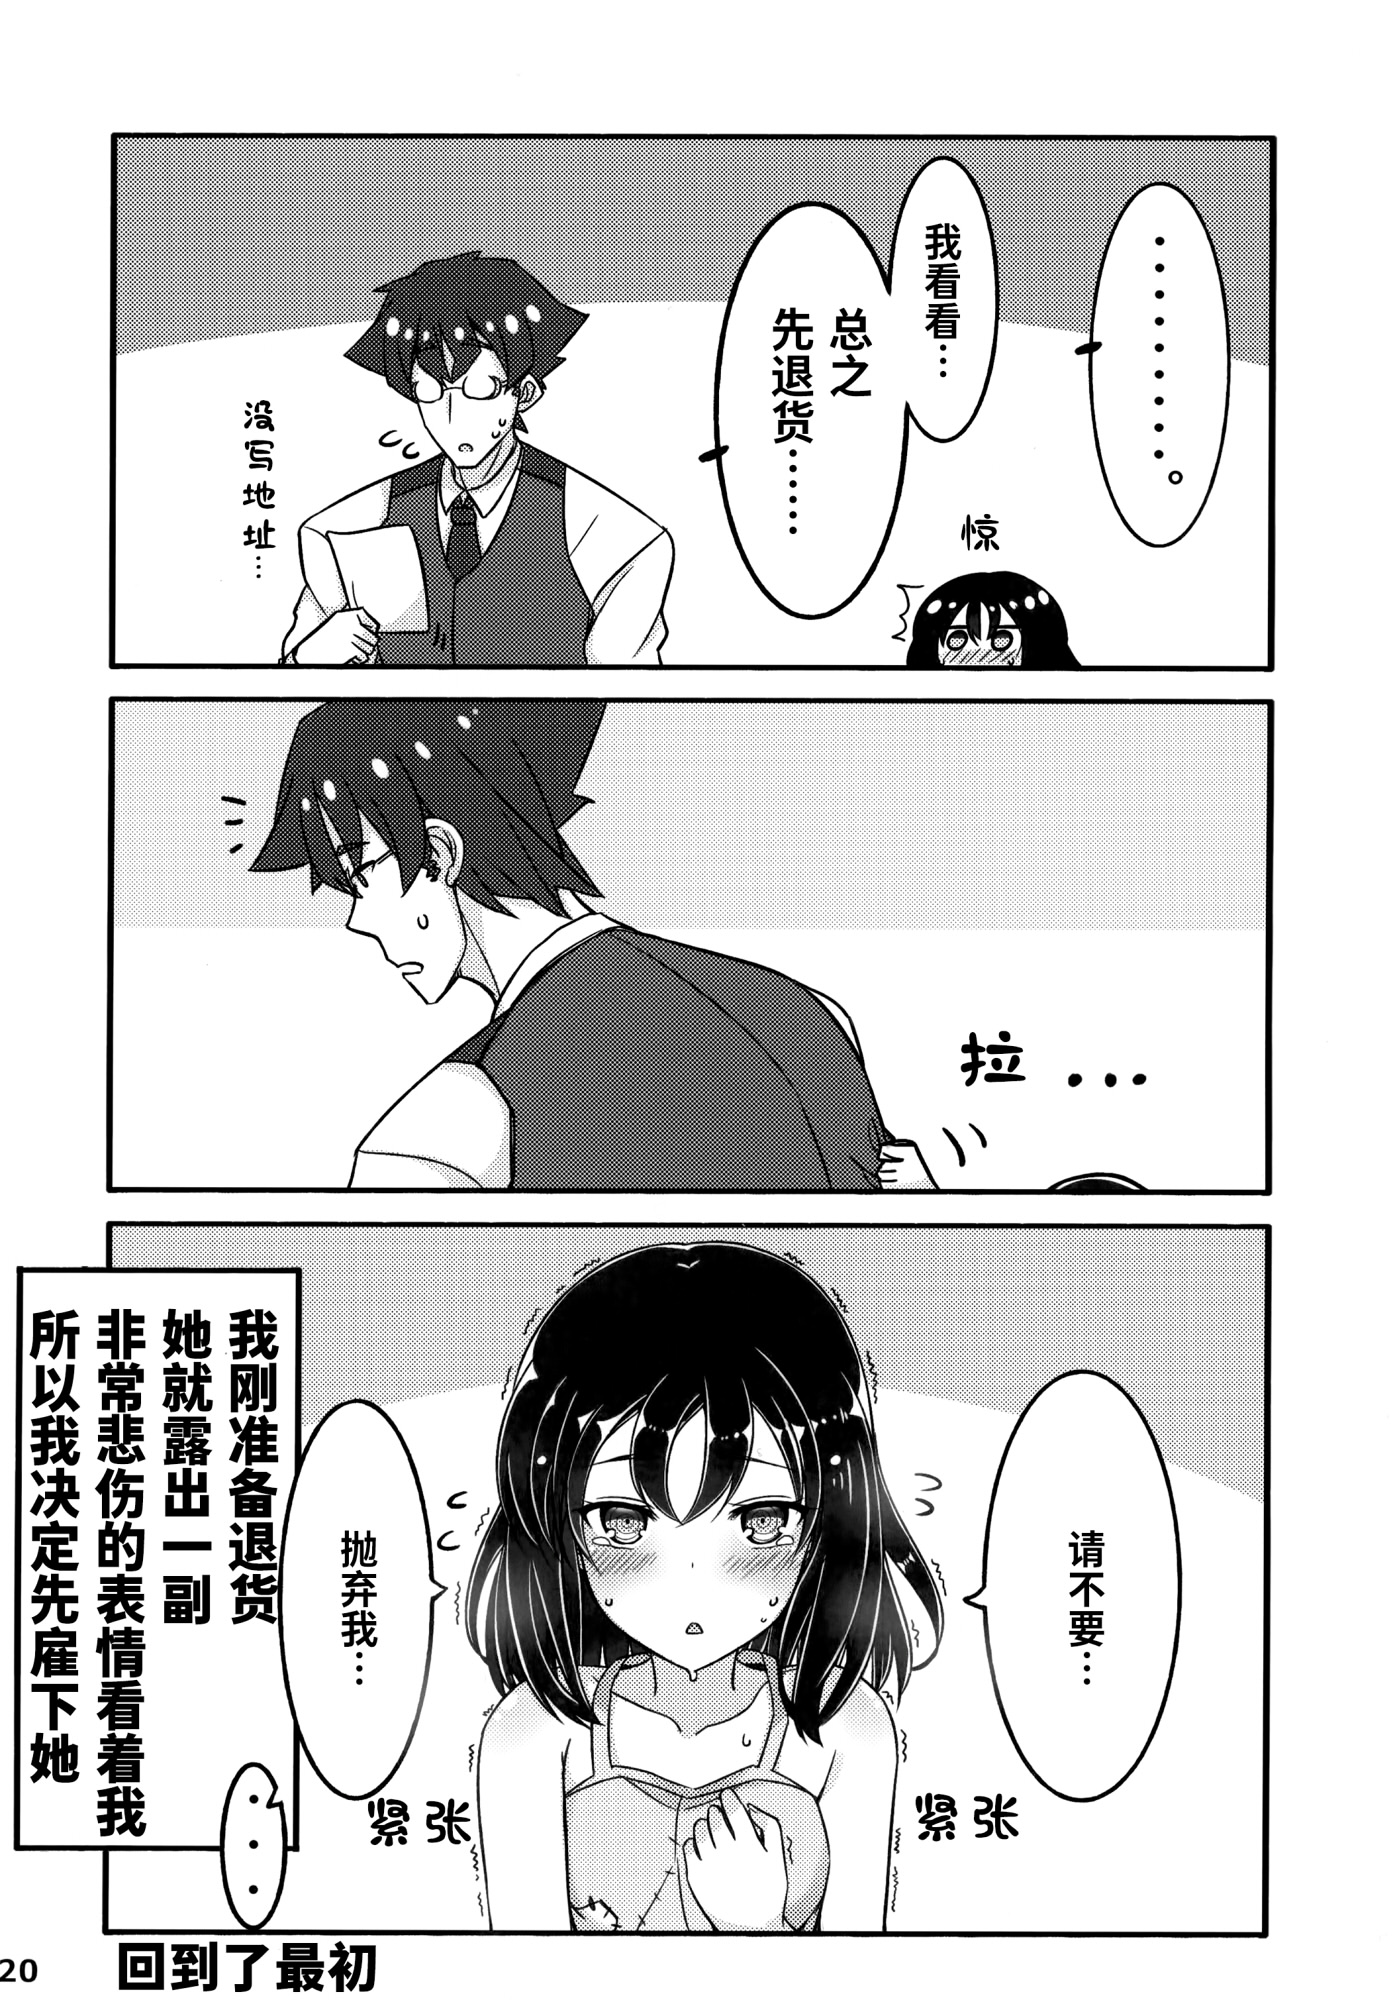 ………。
我看看…
总之
先退货……
惊
没写地址…
拉…
请不要…
抛弃我…
紧张
紧张
我刚准备退货
她就露出一副
非常悲伤的表情看着我
所以我决定先雇下她
…
回到了最初
20